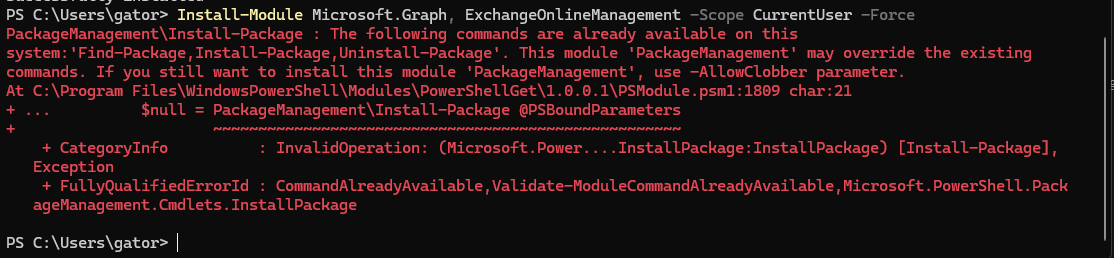 PS C:\Users\gator> Install-Module Microsoft.Graph, ExchangeOnlineManagement -Scope CurrentUser -Force
PackageManagement\Install-Package : The following commands are already available on this
system:'Find-Package,Install-Package,Uninstall-Package'. This module 'PackageManagement' may override the existing
commands. If you still want to install this module 'PackageManagement', use -AllowClobber parameter.
At C:\Program Files\WindowsPowerShell\Modules\PowerShellGet\1.0.0.1\PSModule.psm1:1809 char:21
+ ...          $null = PackageManagement\Install-Package @PSBoundParameters
+                      ~~~~~~~~~~~~~~~~~~~~~~~~~~~~~~~~~~~~~~~~~~~~~~~~~~~~
    + CategoryInfo          : InvalidOperation: (Microsoft.Power....InstallPackage:InstallPackage) [Install-Package],
   Exception
    + FullyQualifiedErrorId : CommandAlreadyAvailable,Validate-ModuleCommandAlreadyAvailable,Microsoft.PowerShell.Pack
   ageManagement.Cmdlets.InstallPackage
PS C:\Users\gator>